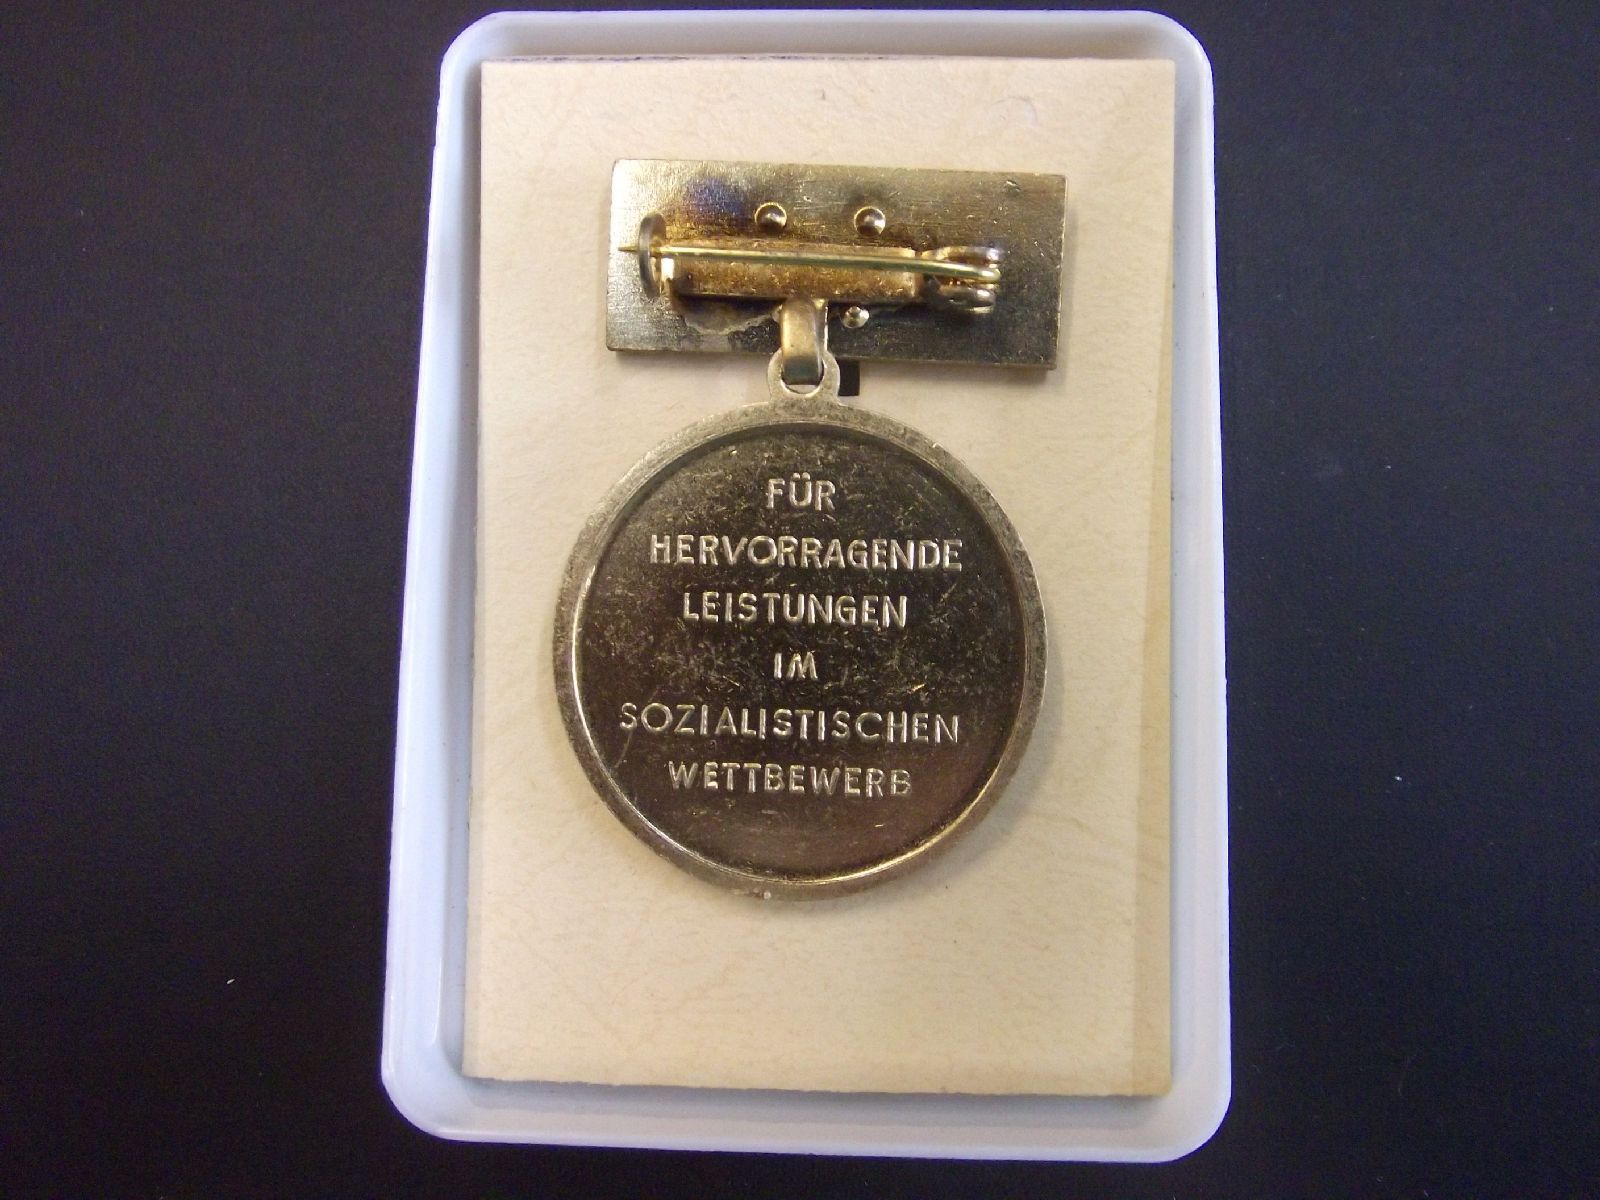 FÜR
HERVORRAGENDE
LEISTUNGEN
IM
SOZIALISTISCHEN
WETTBEWERB